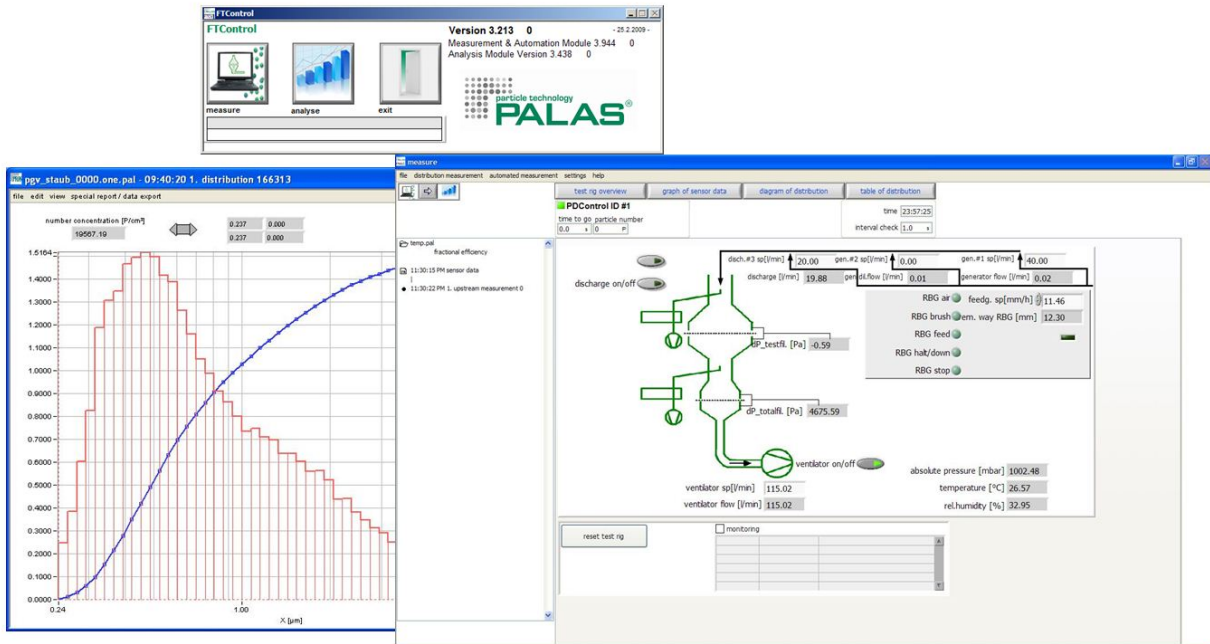 FTControl
FTControl
Version 3.213 0 - 25.2.2009 -
Measurement & Automation Module 3.944 0
Analysis Module Version 3.438 0
measure analyse exit
particle technology
PALAS®
pgv_staub_0000.one.pal - 09:40:20 1. distribution 166313
file edit view special report / data export
number concentration [P/cm³]
19567.19
0.237 0.000
0.237 0.000
1.5164
1.4000
1.3000
1.2000
1.1000
1.0000
0.9000
0.8000
0.7000
0.6000
0.5000
0.4000
0.3000
0.2000
0.1000
0.0000
0.24 1.00
X [µm]
measure
file distribution measurement automated measurement settings help
test rig overview graph of sensor data diagram of distribution table of distribution
PDControl ID #1
time to go particle number
0.0 s 0 P
time 23:57:25
interval check 1.0 s
temp.pal
fractional efficiency
11:30:15 PM sensor data
11:30:22 PM 1. upstream measurement 0
disch.#3 sp[l/min] 20.00 gen.#2 sp[l/min] 0.00 gen.#1 sp[l/min] 40.00
discharge on/off
discharge [l/min] 19.88 gen.dil.flow [l/min] 0.01 generator flow [l/min] 0.02
RBG air feedg. sp[mm/h] 11.46
RBG brush em. way RBG [mm] 12.30
RBG feed
RBG halt/down
RBG stop
dP_testfil. [Pa] -0.59
dP_totalfil. [Pa] 4675.59
ventilator on/off
ventilator sp[l/min] 115.02
ventilator flow [l/min] 115.02
absolute pressure [mbar] 1002.48
temperature [°C] 26.57
rel.humidity [%] 32.95
reset test rig
monitoring